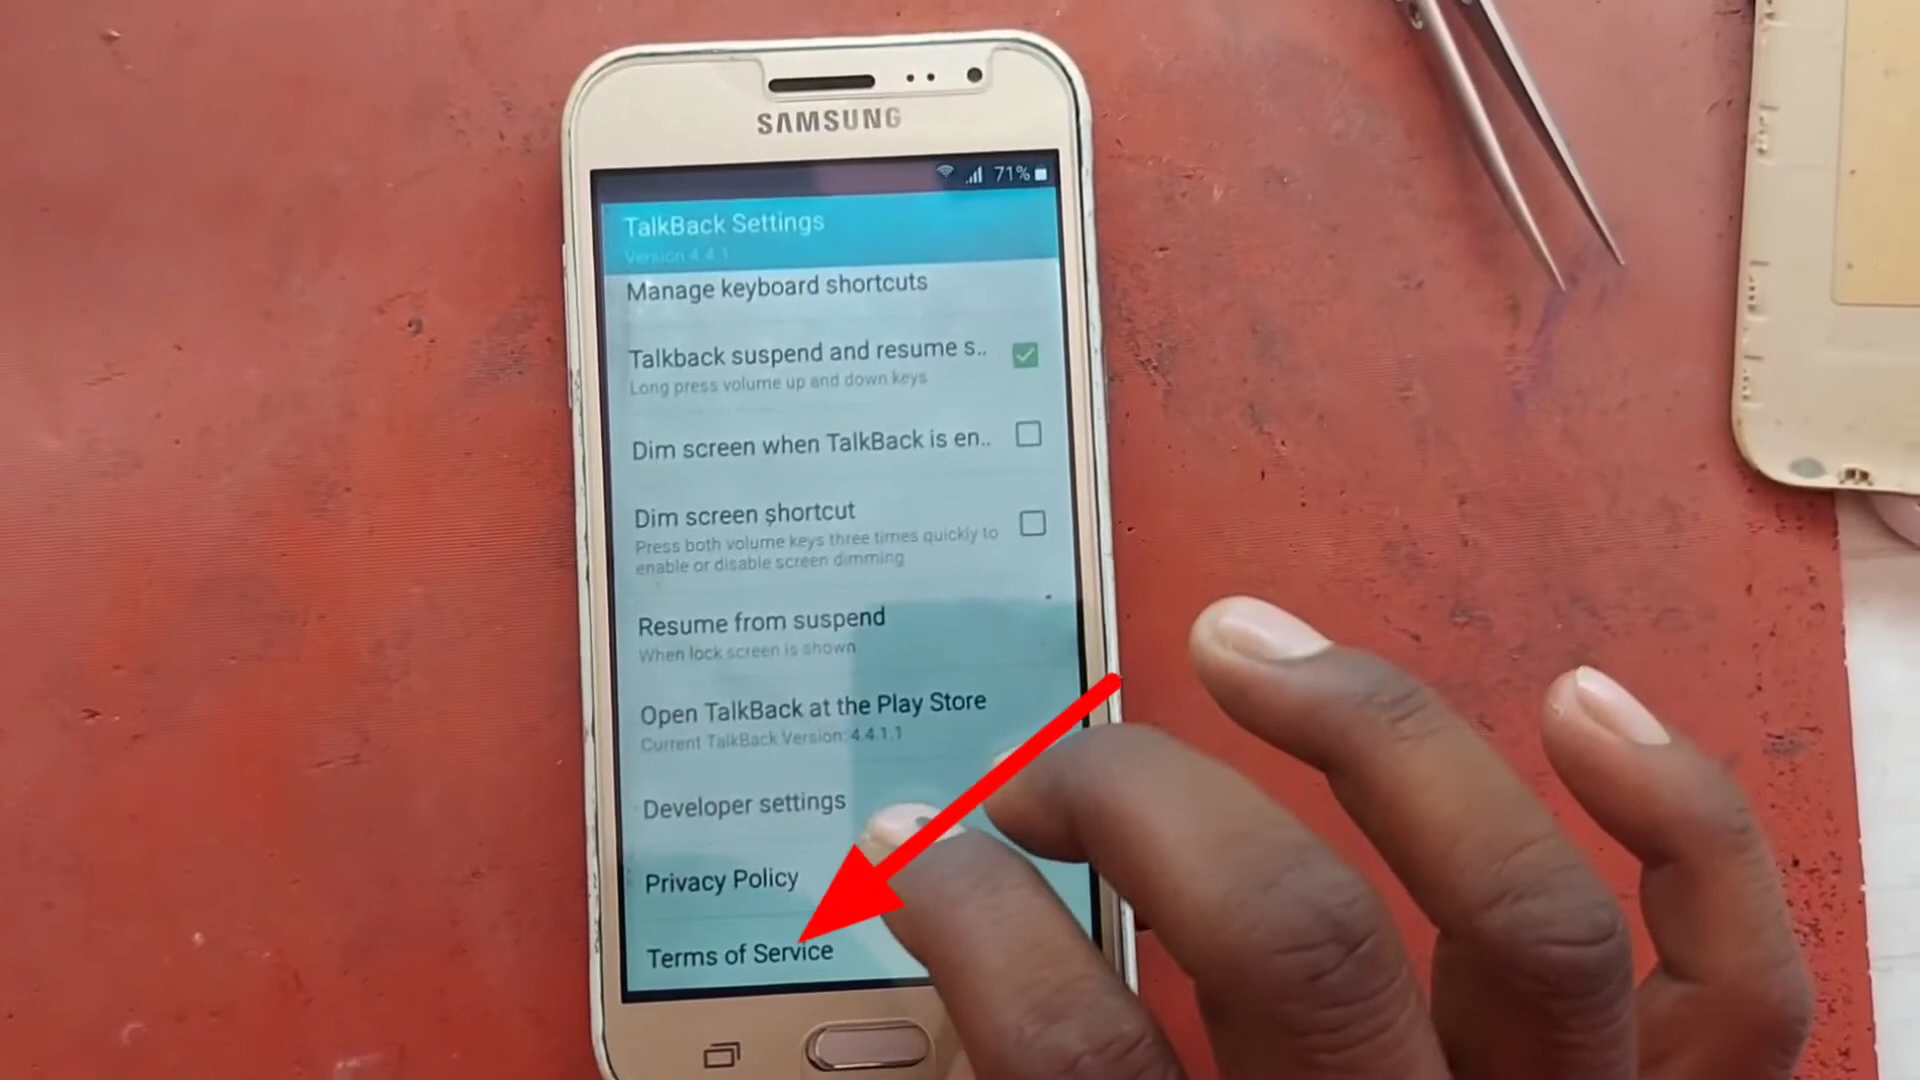 SAMSUNG
71%
TalkBack Settings
Version 4.4.1
Manage keyboard shortcuts
Talkback suspend and resume s..
Long press volume up and down keys
Dim screen when TalkBack is en..
Dim screen shortcut
Press both volume keys three times quickly to
enable or disable screen dimming
Resume from suspend
When lock screen is shown
Open TalkBack at the Play Store
Current TalkBack Version: 4.4.1.1
Developer settings
Privacy Policy
Terms of Service